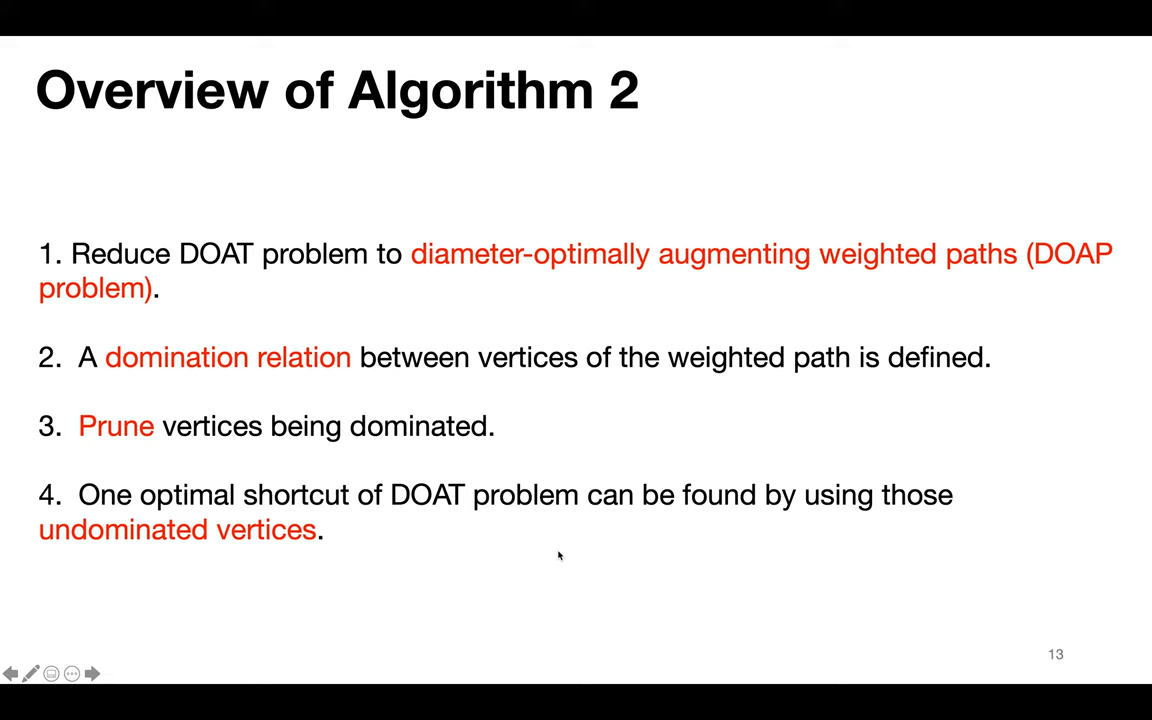 Overview of Algorithm 2
1. Reduce DOAT problem to diameter-optimally augmenting weighted paths (DOAP
problem).
2. A domination relation between vertices of the weighted path is defined.
3. Prune vertices being dominated.
4. One optimal shortcut of DOAT problem can be found by using those
undominated vertices.
13